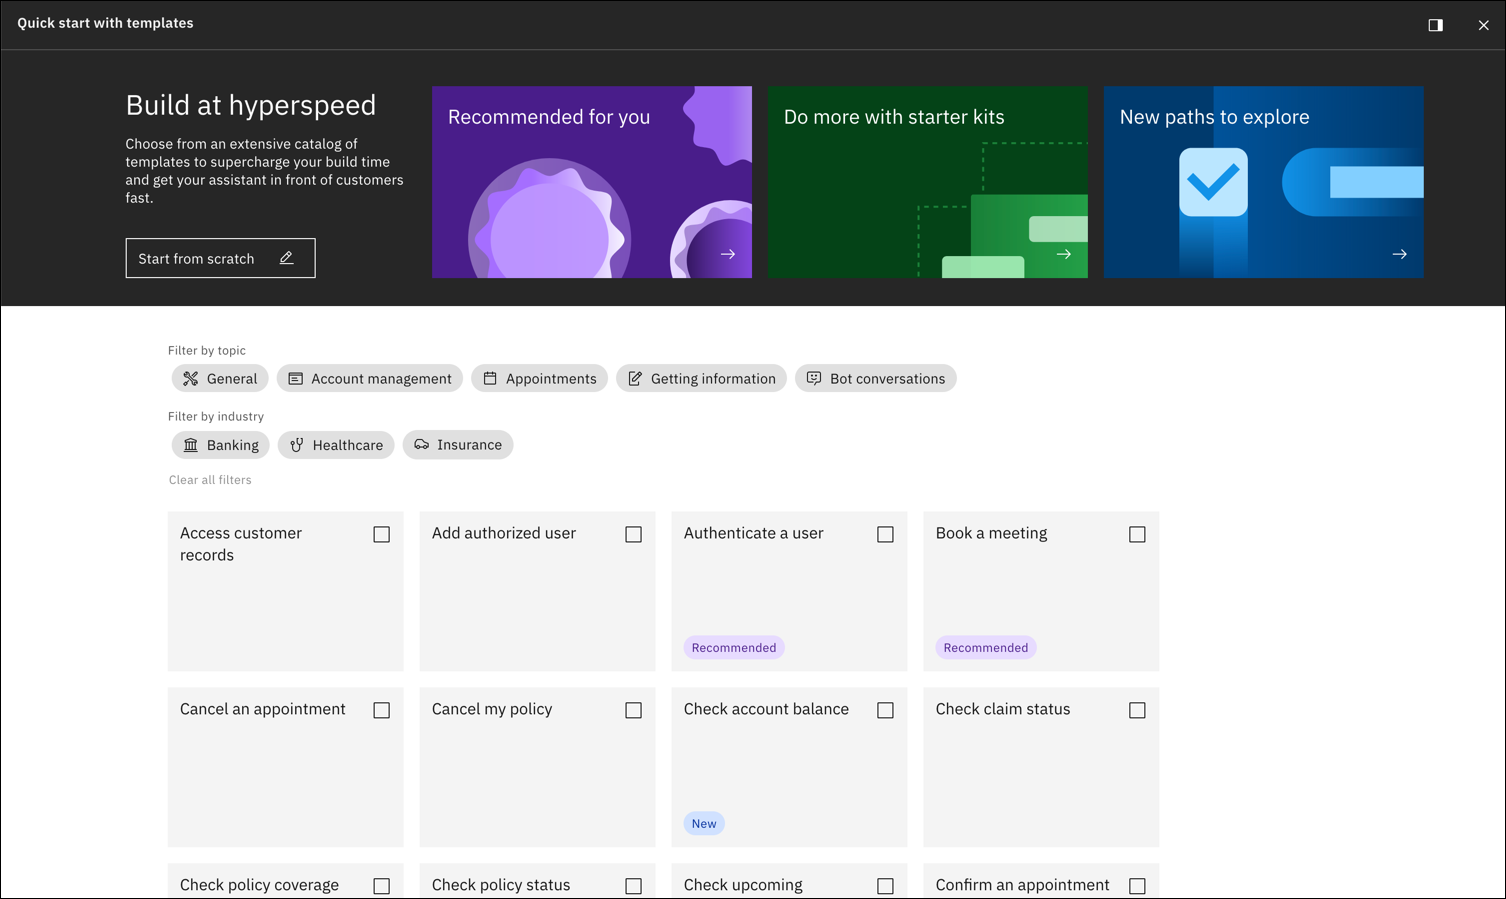 Quick start with templates
Build at hyperspeed
Choose from an extensive catalog of
templates to supercharge your build time
and get your assistant in front of customers
fast.
Start from scratch
Recommended for you
Do more with starter kits
New paths to explore
Filter by topic
General
Account management
Appointments
Getting information
Bot conversations
Filter by industry
Banking
Healthcare
Insurance
Clear all filters
Access customer
records
Add authorized user
Authenticate a user
Recommended
Book a meeting
Recommended
Cancel an appointment
Cancel my policy
Check account balance
New
Check claim status
Check policy coverage
Check policy status
Check upcoming
Confirm an appointment